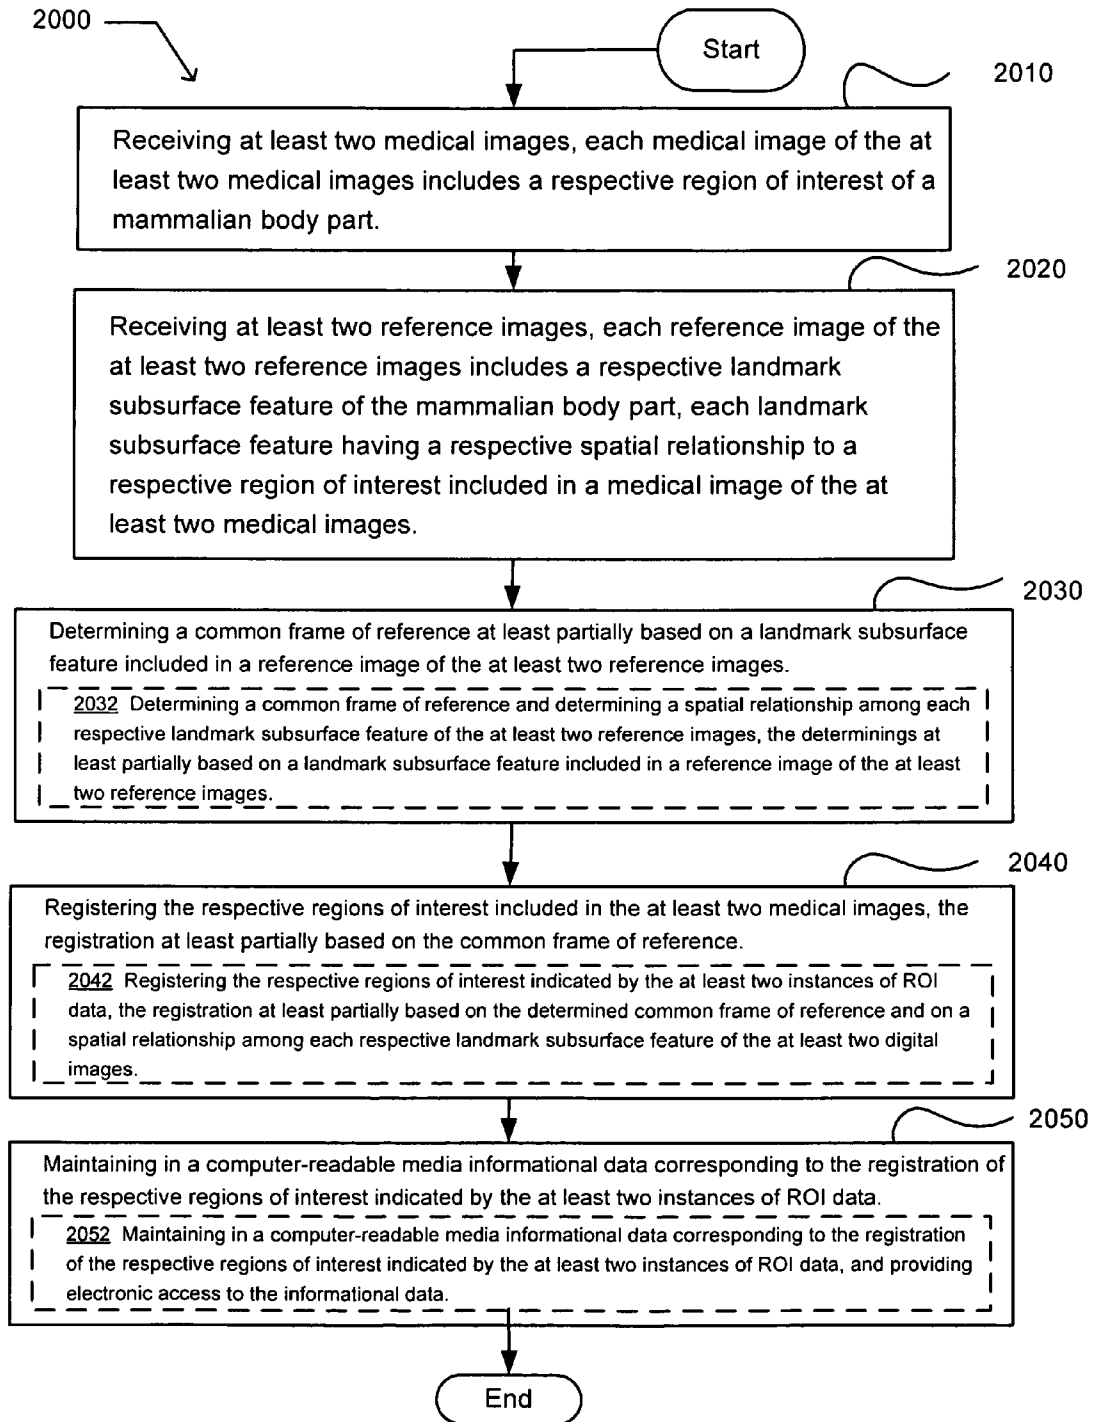 2000
Start
2010
Receiving at least two medical images, each medical image of the at
least two medical images includes a respective region of interest of a
mammalian body part.
2020
Receiving at least two reference images, each reference image of the
at least two reference images includes a respective landmark
subsurface feature of the mammalian body part, each landmark
subsurface feature having a respective spatial relationship to a
respective region of interest included in a medical image of the at
least two medical images.
2030
Determining a common frame of reference at least partially based on a landmark subsurface
feature included in a reference image of the at least two reference images.
2032 Determining a common frame of reference and determining a spatial relationship among each
respective landmark subsurface feature of the at least two reference images, the determinings at
least partially based on a landmark subsurface feature included in a reference image of the at least
two reference images.
2040
Registering the respective regions of interest included in the at least two medical images, the
registration at least partially based on the common frame of reference.
2042 Registering the respective regions of interest indicated by the at least two instances of ROI
data, the registration at least partially based on the determined common frame of reference and on a
spatial relationship among each respective landmark subsurface feature of the at least two digital
images.
2050
Maintaining in a computer-readable media informational data corresponding to the registration of
the respective regions of interest indicated by the at least two instances of ROI data.
2052 Maintaining in a computer-readable media informational data corresponding to the registration
of the respective regions of interest indicated by the at least two instances of ROI data, and providing
electronic access to the informational data.
End